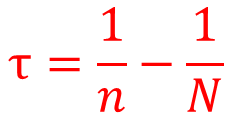 τ = 1/n − 1/N